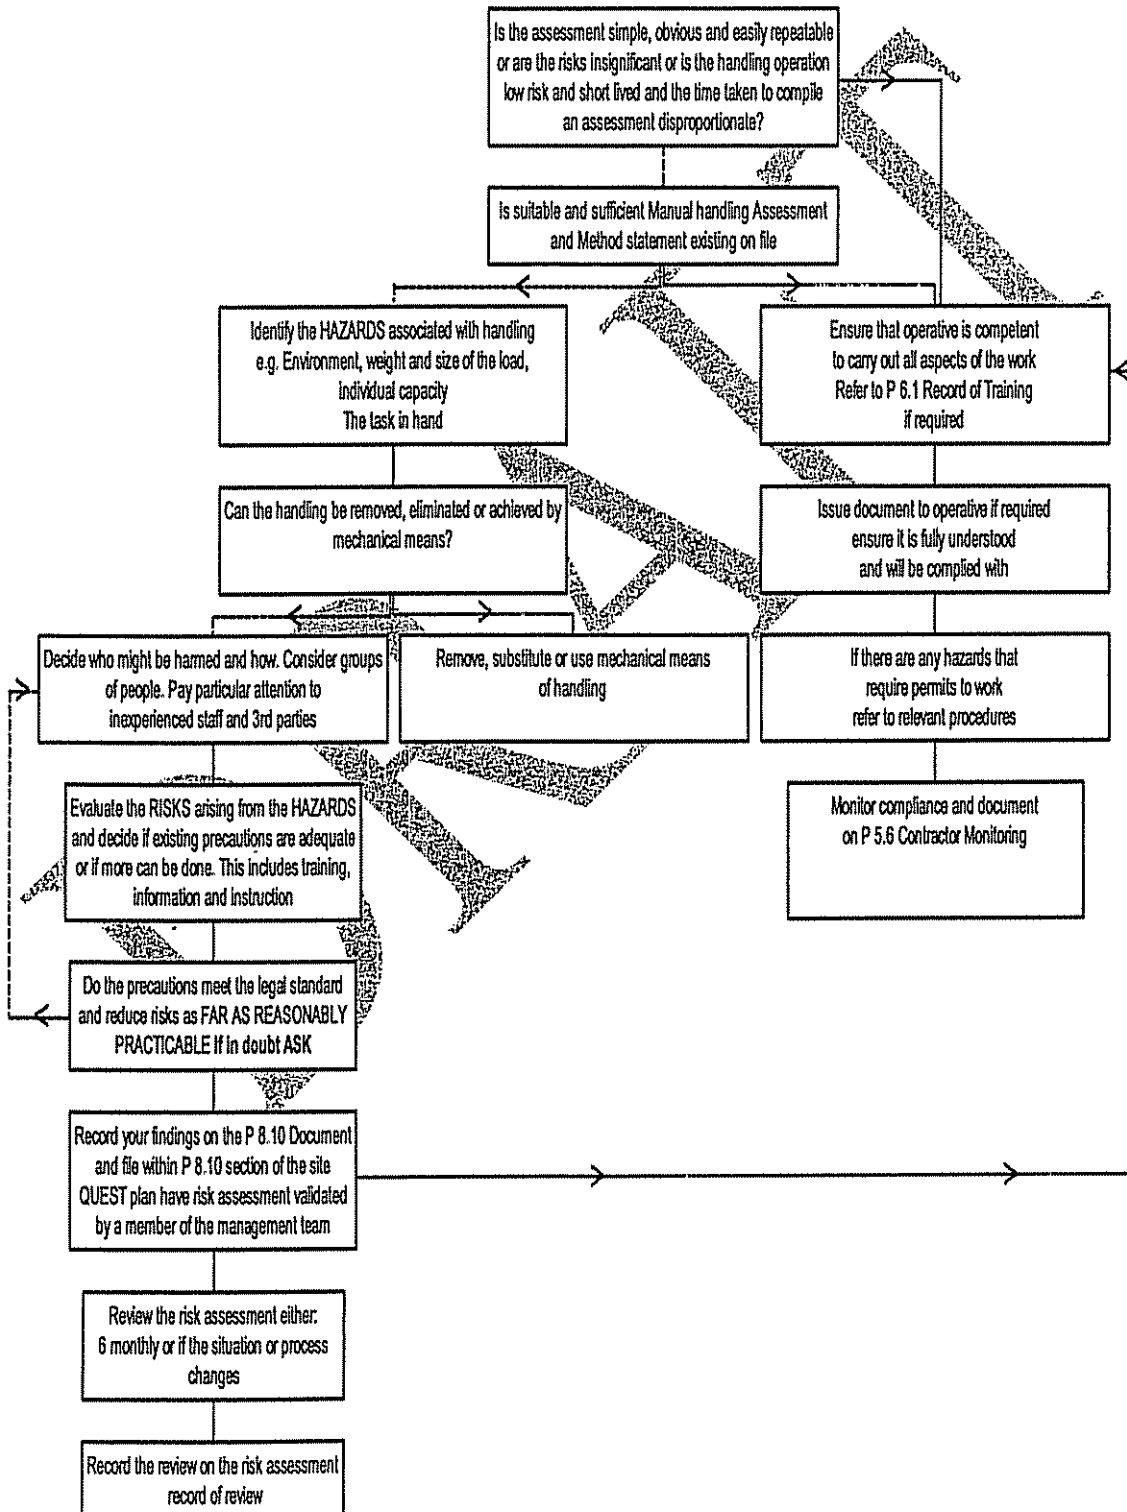 Is the assessment simple, obvious and easily repeatable
or are the risks insignificant or is the handling operation
low risk and short lived and the time taken to compile
an assessment disproportionate?
is suitable and sufficient Manual handling Assessment
and Method statement existing on file
Identify the HAZARDS associated with handling
e.g. Environment, weight and size of the load,
individual capacity
The task in hand
Ensure that operative is competent
to carry out all aspects of the work
Refer to P 6.1 Record of Training
if required
Can the handling be removed, eliminated or achieved by
mechanical means?
Issue document to operative if required
ensure it is fully understood
and will be complied with
Decide who might be harmed and how. Consider groups
of people. Pay particular attention to
inexperienced staff and 3rd parties
Remove, substitute or use mechanical means
of handling
If there are any hazards that
require permits to work
refer to relevant procedures
Evaluate the RISKS arising from the HAZARDS
and decide if existing precautions are adequate
or if more can be done. This includes training,
information and instruction
Monitor compliance and document
on P 5.6 Contractor Monitoring
Do the precautions meet the legal standard
and reduce risks as FAR AS REASONABLY
PRACTICABLE If in doubt ASK
Record your findings on the P 8.10 Document
and file within P 8.10 section of the site
QUEST plan have risk assessment validated
by a member of the management team
Review the risk assessment either:
6 monthly or if the situation or process
changes
Record the review on the risk assessment
record of review